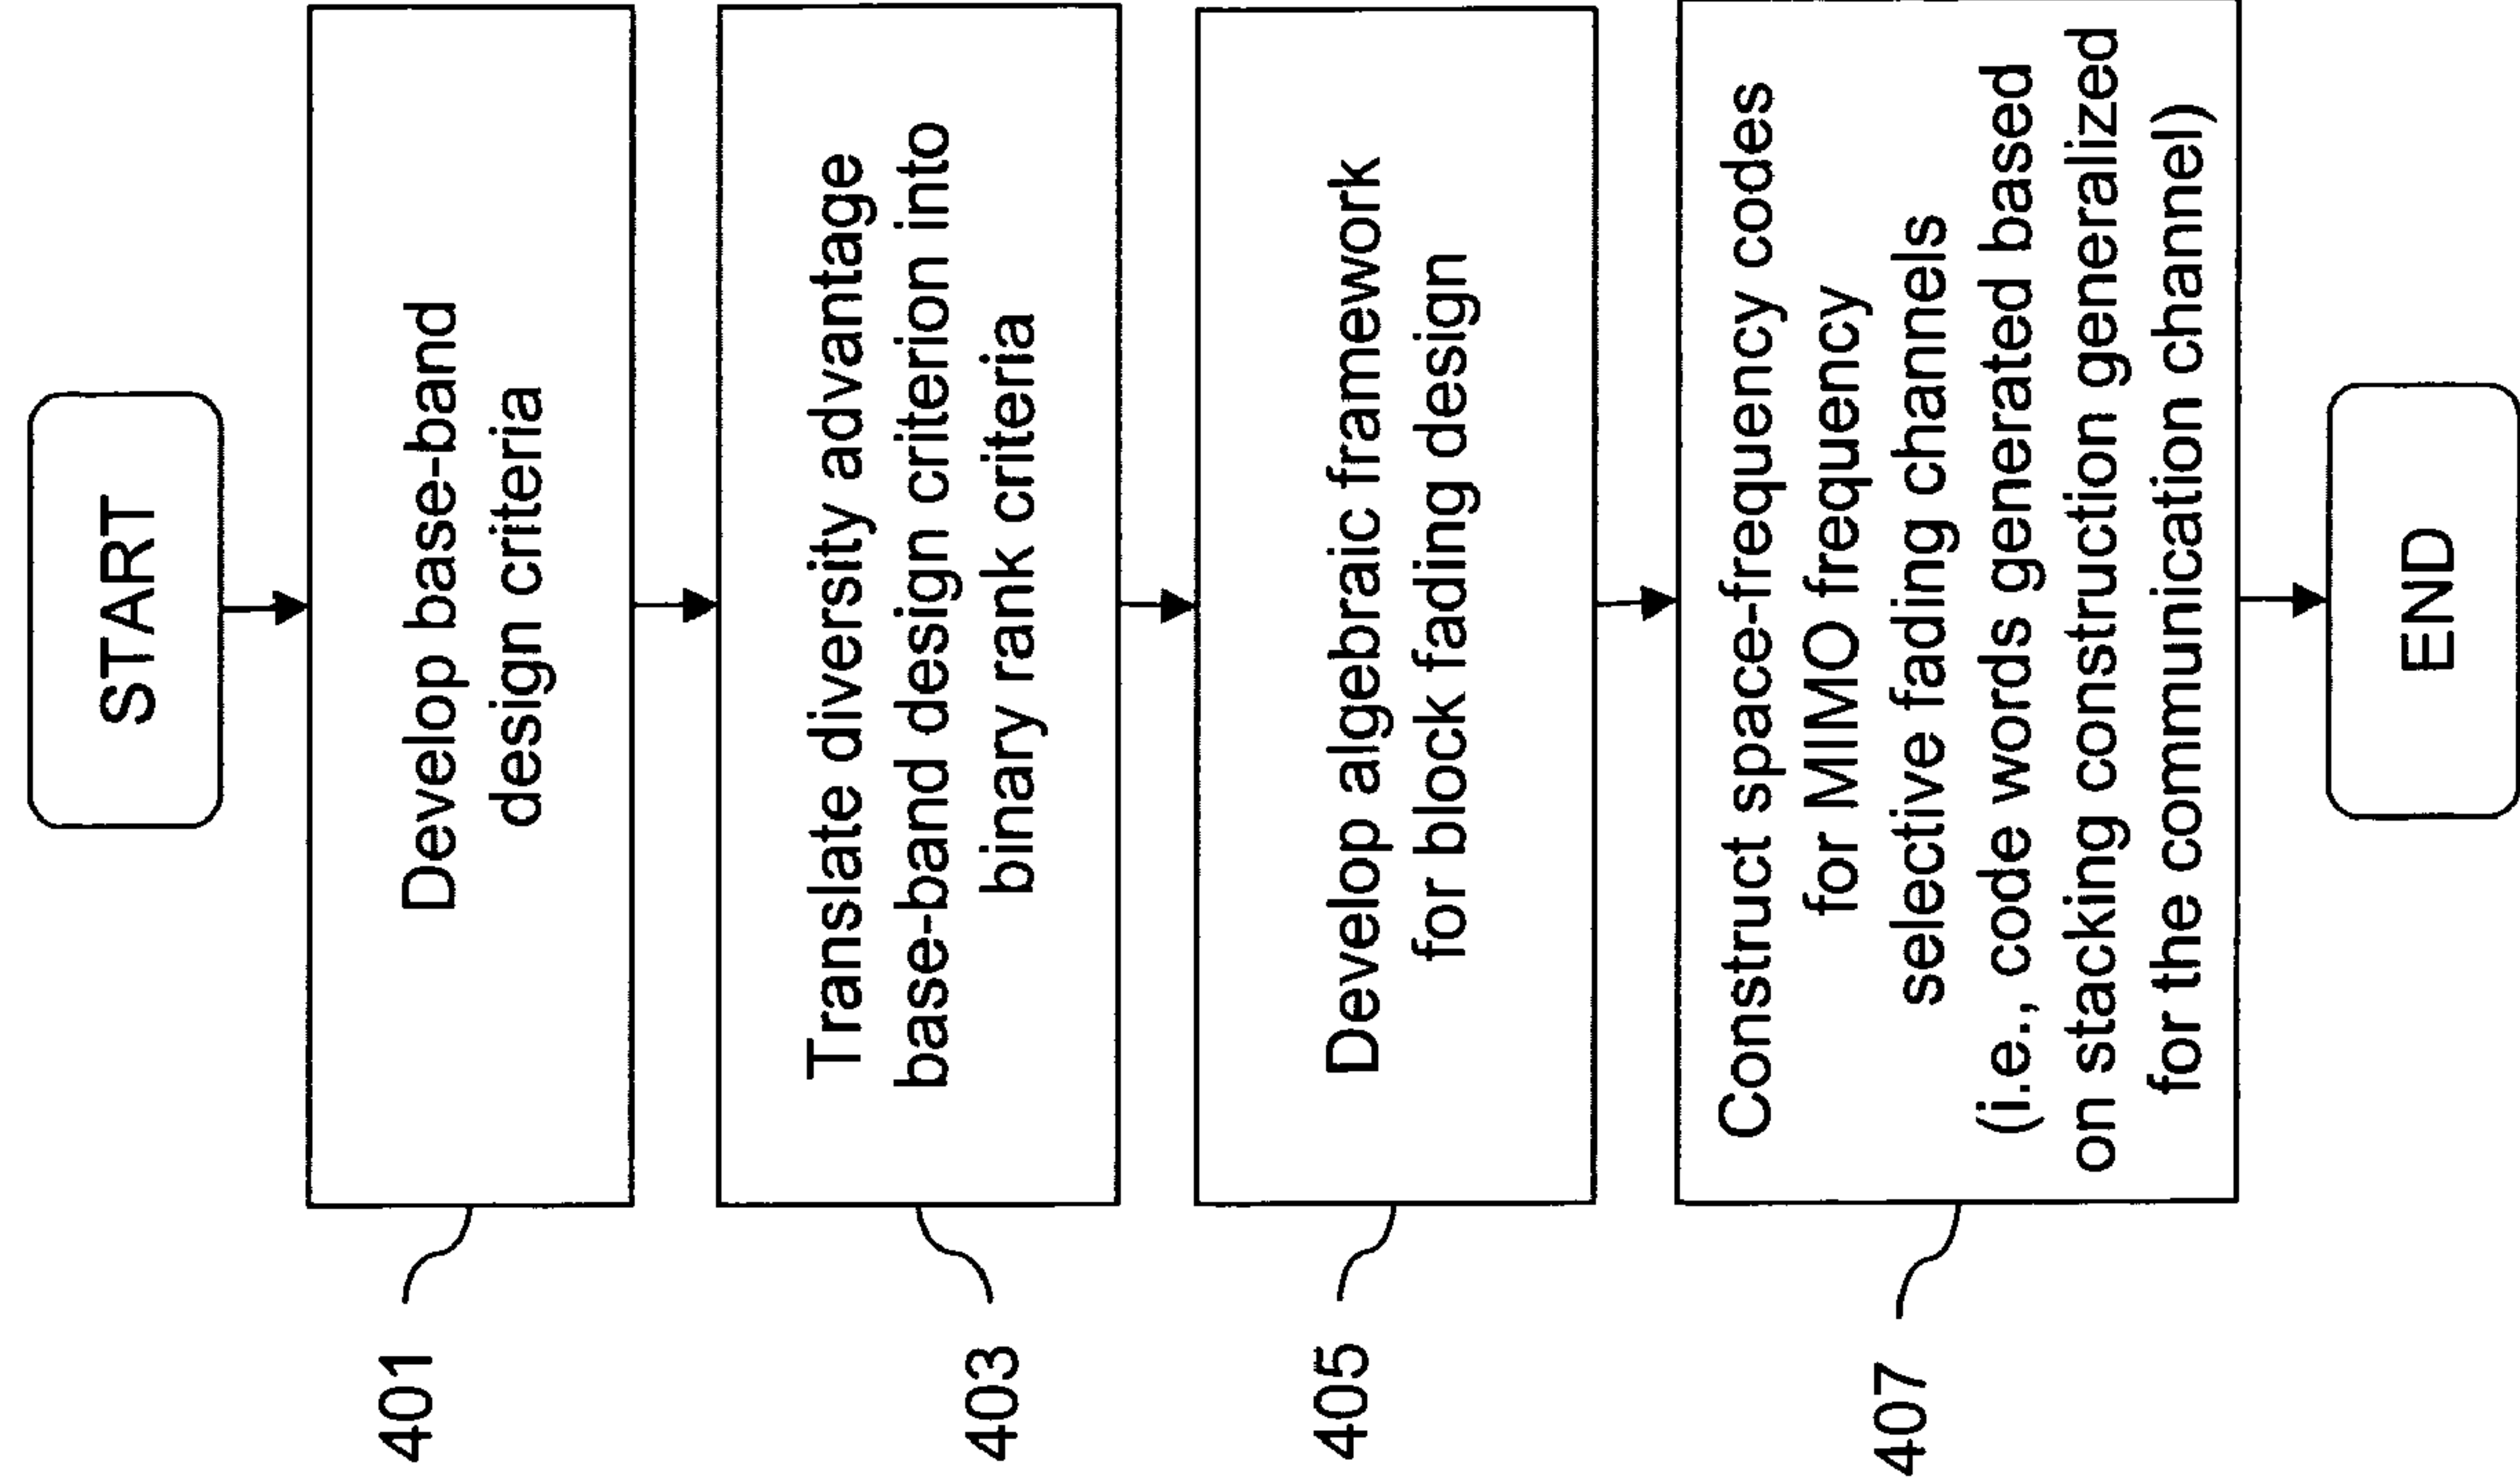 START
401
Develop base-band
design criteria
403
Translate diversity advantage
base-band design criterion into
binary rank criteria
405
Develop algebraic framework
for block fading design
407
Construct space-frequency codes
for MIMO frequency
selective fading channels
(i.e., code words generated based
on stacking construction generalized
for the communication channel)
END